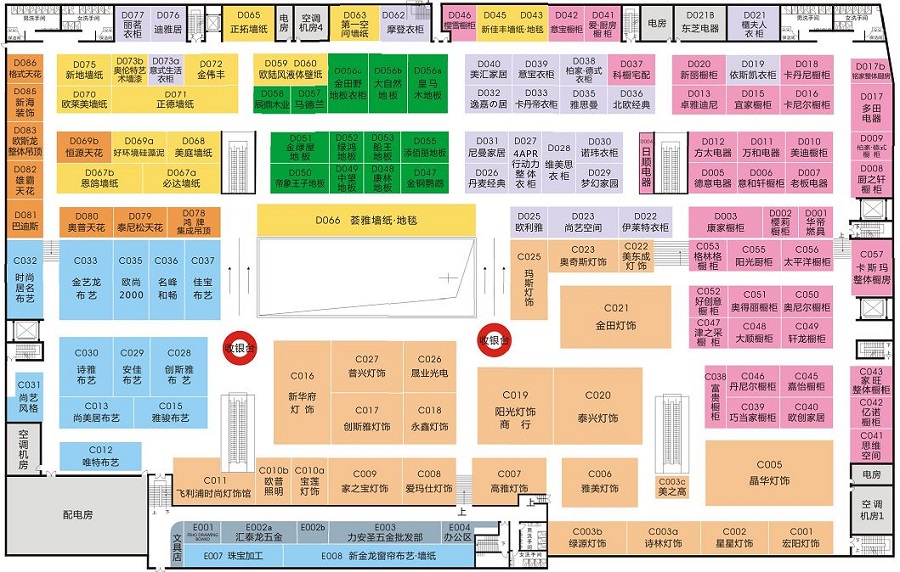 男洗手间 女洗手间
D077 丽茗衣柜
D076 迪雅居
D065 正拓墙纸
电房
空调机房4
D063 第一空间墙纸
D062 摩登衣柜
D046 樱雪橱柜
D045 D043 新佳丰墙纸·地毯
D042 意宝橱柜
D041 爱·厨房橱柜
电房
D021B 东芝电器
D021 櫃夫人衣柜
男洗手间 女洗手间
D086 格式天花
D085 新海装饰
D083 欧斯龙整体吊顶
D082 雄霸天花
D081 巴迪斯
D075 新地墙纸
D073b 奥伦特艺术墙漆
D073a 意式生活衣柜
D072 金伟丰
D070 欧莱美墙纸
D071 正德墙纸
D059 D060 欧陆风液体壁纸
D058 辰鼎木业
D057 马德兰
D056c 金田野地板衣柜
D056b 大自然地板
D056a 皇马木地板
D040 美汇家居
D039 意宝衣柜
D038 柏家·德式衣柜
D037 科榴宅配
D032 逸嘉の居
D033 卡丹帝衣柜
D035 雅思曼
D036 北欧经典
D020 新丽橱柜
D019 依斯凯衣柜
D018 卡丹尼橱柜
D013 卓雅迪尼
D015 宜家橱柜
D016 卡尼尔橱柜
D017b 铭家整体厨房
D017 多田电器
D009 柏家·德式橱柜
D008 厨之轩橱柜
D069b 恒源天花
D069a 好环境硅藻泥
D068 美庭墙纸
D067b 恩鸽墙纸
D067a 必达墙纸
D051 金绿屋地板
D052 绿鸿地板
D053 船王地板
D055 添佰丽地板
D050 帝象王子地板
D049 中望地板
D048 康林地板
D047 金钢鹦鹉
D031 尼曼家居
D027 4APR行动力整体衣柜
D028 维美思衣柜
D030 诺玮衣柜
D026 丹麦经典
D029 梦幻家园
日顺电器
D012 方太电器
D011 万和电器
D010 美迪橱柜
D005 德意电器
D006 意和轩橱柜
D007 老板电器
D080 奥普天花
D079 泰尼松天花
D078 鸿牌集成吊顶
D066 荟雅墙纸·地毯
D025 欧利雅
D023 尚艺空间
D022 伊莱特衣柜
D003 康家橱柜
D002 樱莉橱柜
D001 华帝燃具
上
C032 时尚居名布艺
C033 金艺龙布艺
C035 欧尚2000
C036 名峰和畅
C037 佳宝布艺
C025 玛斯灯饰
C023 奥奇斯灯饰
C022 美东成灯饰
C053 格林格橱柜
C055 阳光厨柜
C056 太平洋橱柜
C057 卡斯玛整体橱房
C021 金田灯饰
C052 好创意橱柜
C051 奥得丽橱柜
C050 奥尼尔橱柜
C047 津之采橱柜
C048 大顺橱柜
C049 轩龙橱柜
收银台
收银台
C030 诗雅布艺
C029 安佳布艺
C028 创斯雅布艺
C031 尚艺风格
C013 尚美居布艺
C015 雅骏布艺
C012 唯特布艺
C016 新华府灯饰
C027 普兴灯饰
C026 晟业光电
C017 创斯雅灯饰
C018 永鑫灯饰
C019 阳光灯饰商行
C020 泰兴灯饰
C038 富贵橱柜
C046 丹尼尔橱柜
C045 嘉怡橱柜
C039 巧当家橱柜
C040 欧创家居
C043 家旺整体橱柜
C042 亿诺橱柜
C041 思维空间
空调机房
配电房
C011 飞利浦时尚灯饰馆
C010b 欧普照明
C010a 宝莲灯饰
C009 家之宝灯饰
C008 爱玛仕灯饰
上
C007 高雅灯饰
C006 雅美灯饰
C003c 美之高
C005 晶华灯饰
电房
空调机房1
文具店
E001
E002a 汇泰龙五金
E002b
E003 力安圣五金批发部
E004 办公区
E007 珠宝加工
E008 新金龙窗帘布艺·墙纸
男洗手间
女洗手间
上
C003b 绿源灯饰
C003a 诗林灯饰
C002 星星灯饰
C001 宏阳灯饰